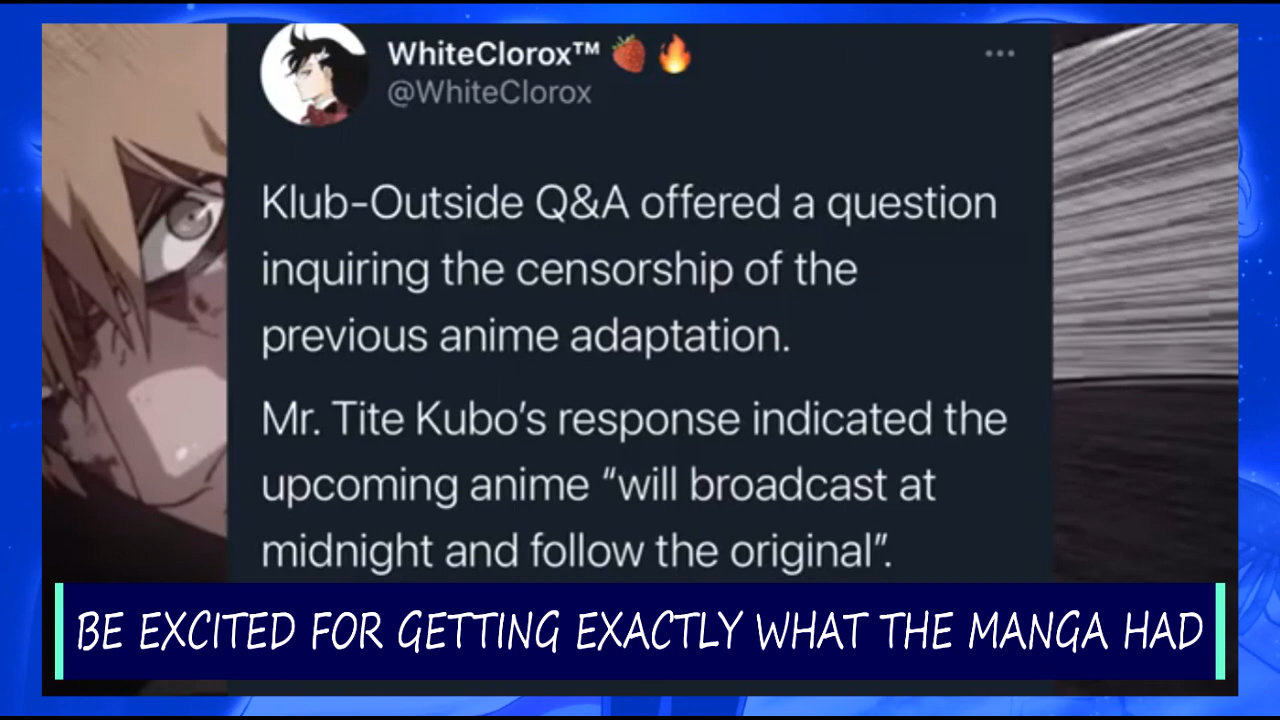 WhiteClorox™ 🍓 🔥
@WhiteClorox
Klub-Outside Q&A offered a question
inquiring the censorship of the
previous anime adaptation.
Mr. Tite Kubo’s response indicated the
upcoming anime “will broadcast at
midnight and follow the original”.
BE EXCITED FOR GETTING EXACTLY WHAT THE MANGA HAD